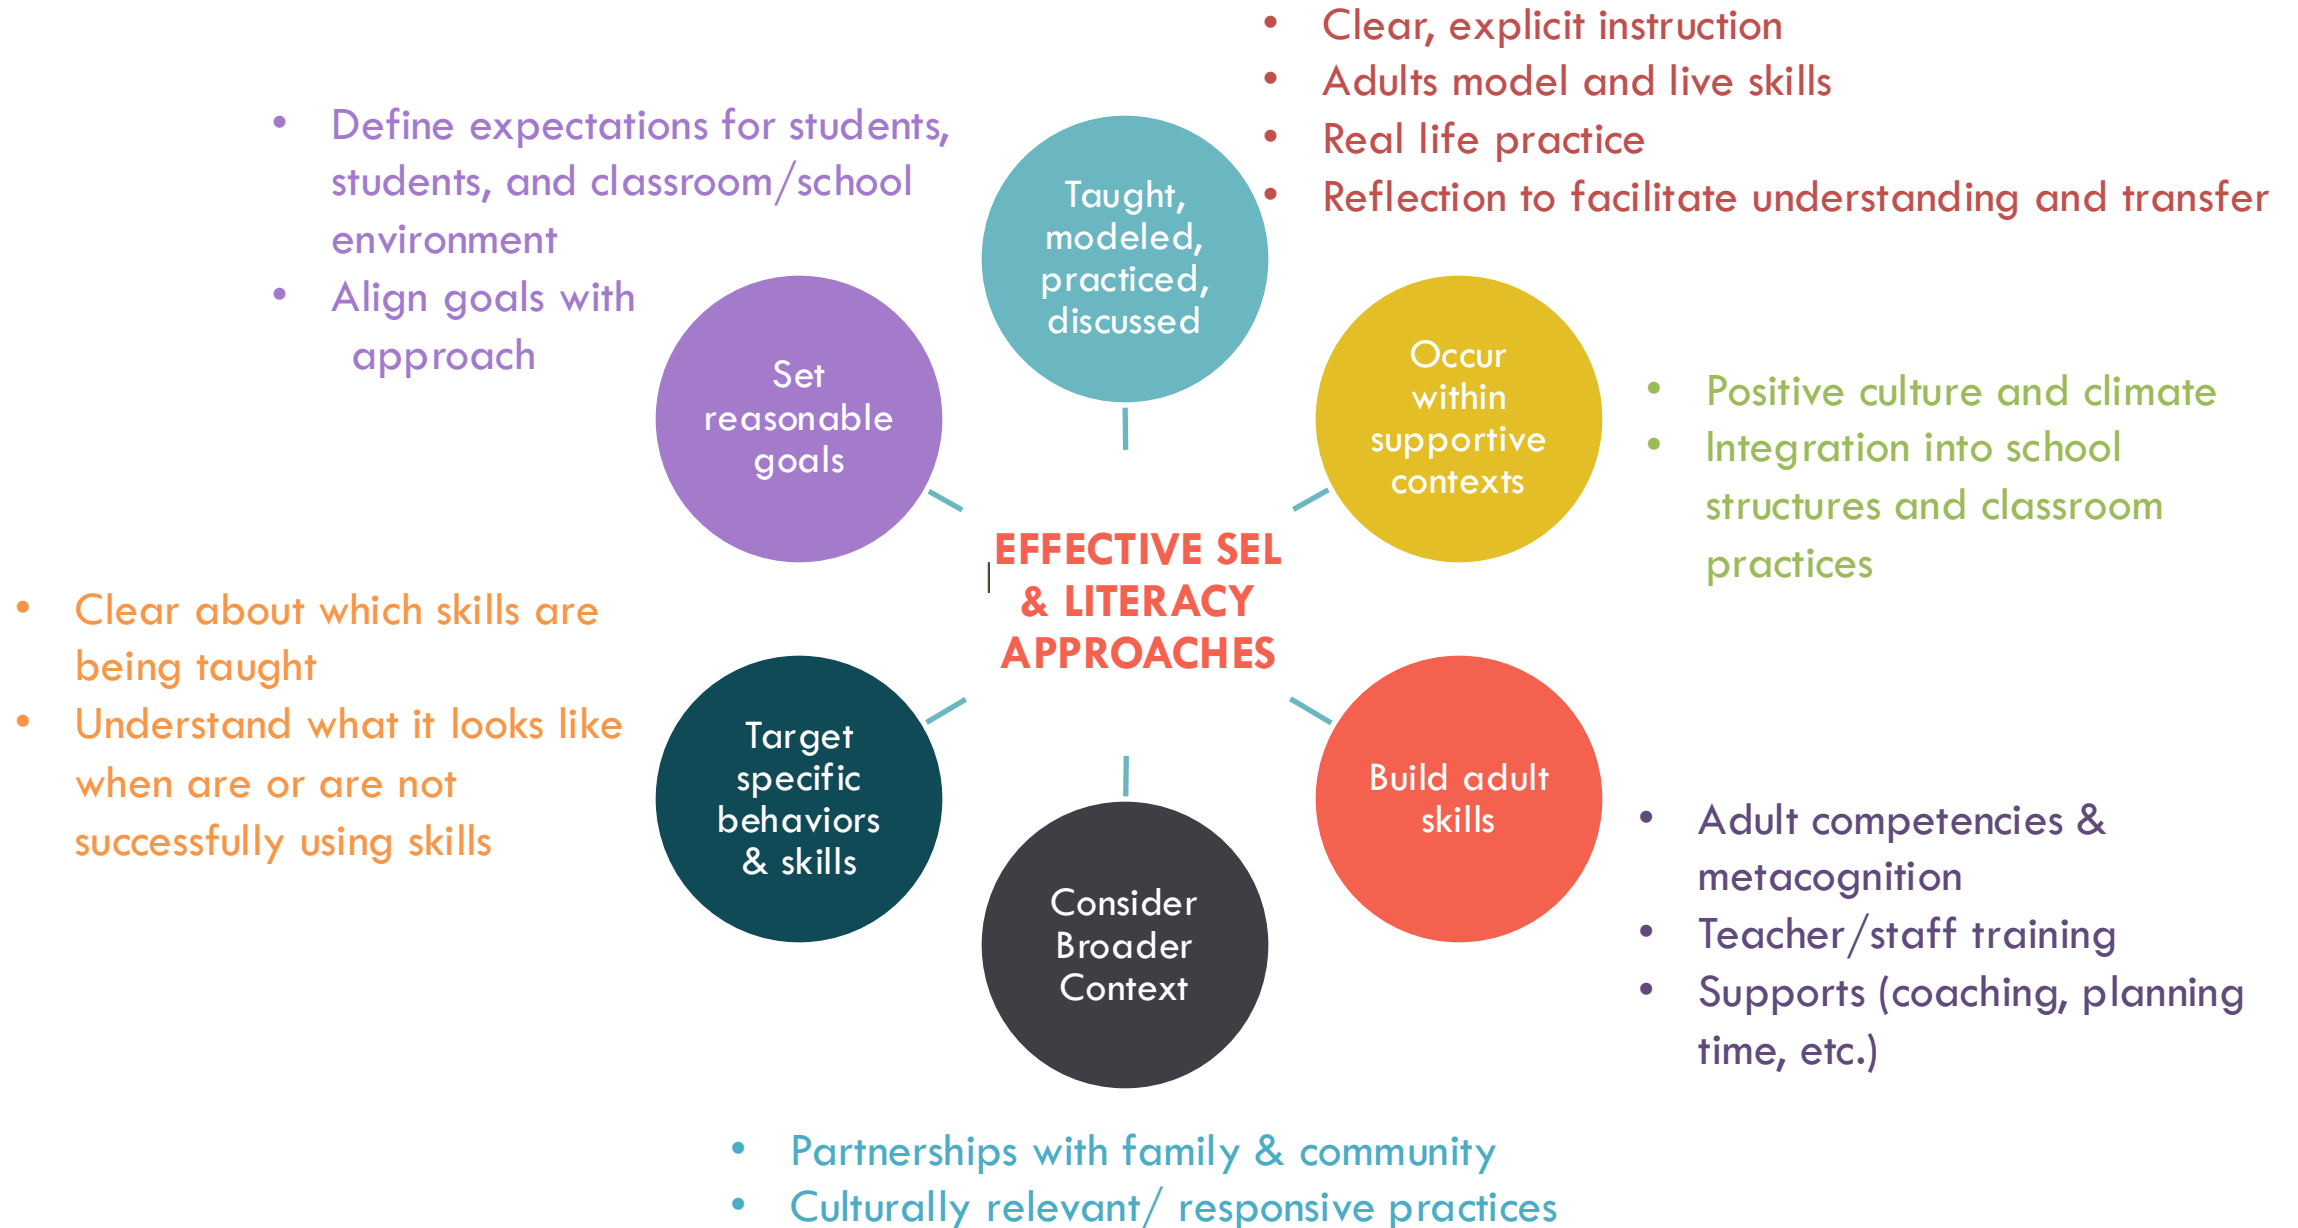 • Clear, explicit instruction
• Adults model and live skills
• Real life practice
• Reflection to facilitate understanding and transfer
• Define expectations for students,
students, and classroom/school
environment
• Align goals with
approach
Taught,
modeled,
practiced,
discussed
Set
reasonable
goals
Occur
within
supportive
contexts
• Positive culture and climate
• Integration into school
structures and classroom
practices
EFFECTIVE SEL
& LITERACY
APPROACHES
• Clear about which skills are
being taught
• Understand what it looks like
when are or are not
successfully using skills
Target
specific
behaviors
& skills
Build adult
skills
• Adult competencies &
metacognition
• Teacher/staff training
• Supports (coaching, planning
time, etc.)
Consider
Broader
Context
• Partnerships with family & community
• Culturally relevant/ responsive practices